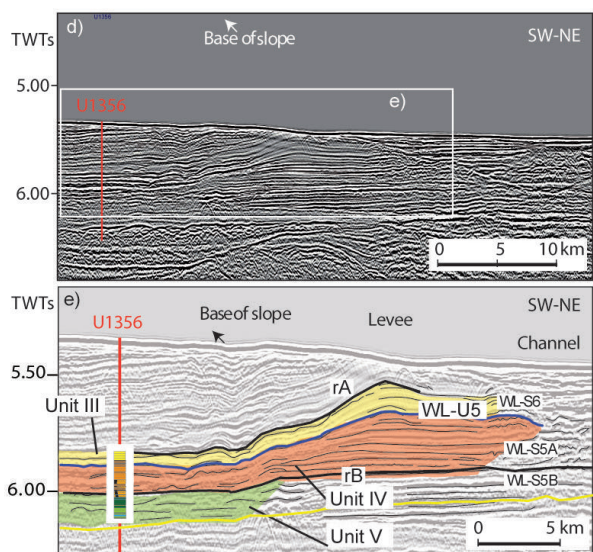 d)
U1356
TWTs
Base of slope
SW-NE
5.00
U1356
e)
6.00
0 5 10 km
TWTs
e)
Base of slope
SW-NE
U1356
Levee
Channel
5.50
rA
Unit III
WL-U5
WL-S6
WL-S5A
rB
WL-S5B
6.00
Unit IV
Unit V
0 5 km